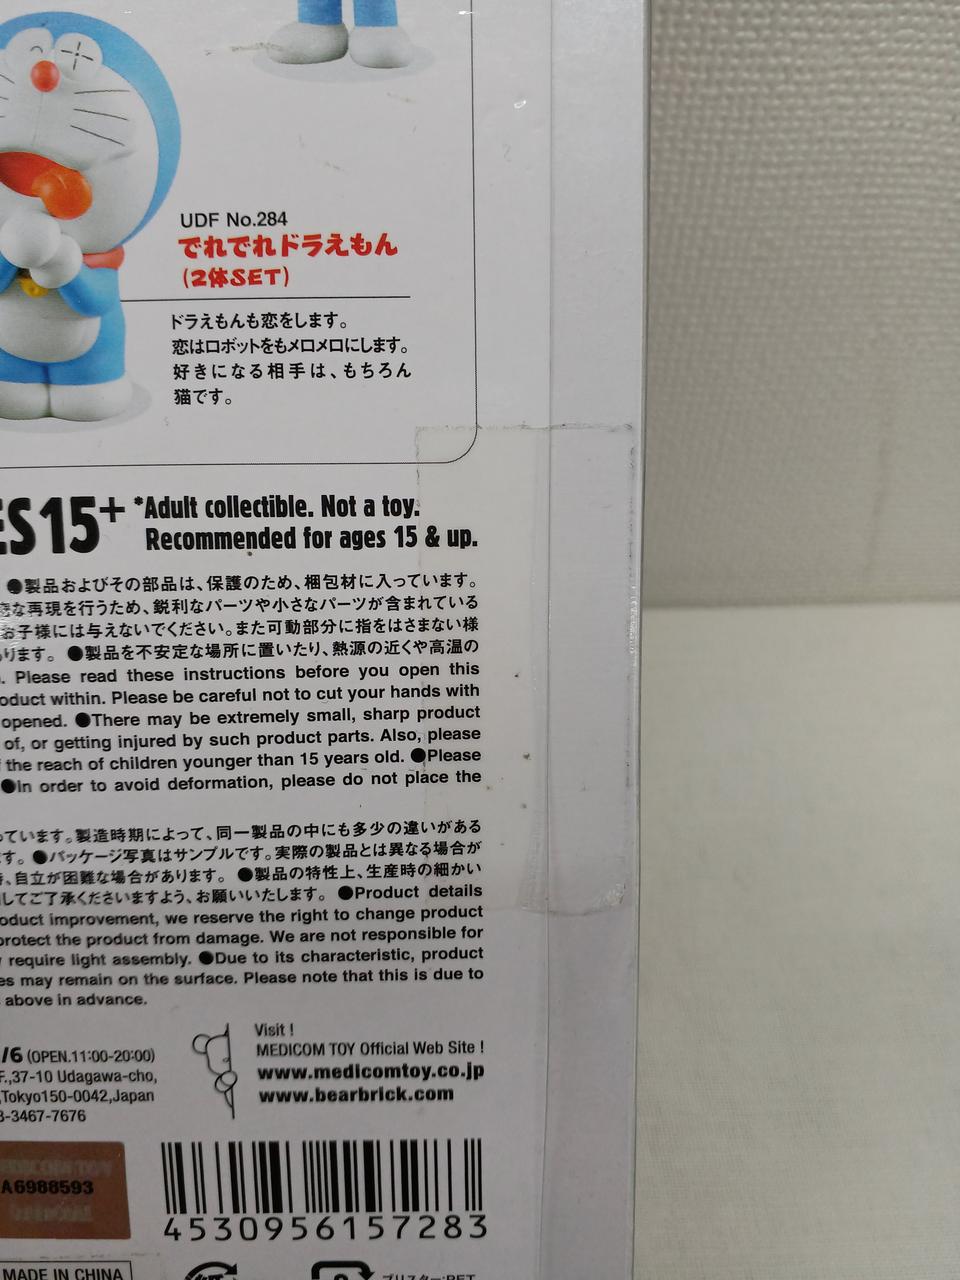 UDF No.284
でれでれドラえもん
(2体SET)
ドラえもんも恋をします。
恋はロボットをもメロメロにします。
好きになる相手は、もちろん
猫です。
ES 15+ *Adult collectible. Not a toy.
Recommended for ages 15 & up.
●製品およびその部品は、保護のため、梱包材に入っています。
な再現を行うため、鋭利なパーツや小さなパーツが含まれている
お子様には与えないでください。また可動部分に指をはさまない様
ります。 ●製品を不安定な場所に置いたり、熱源の近くや高温の
. Please read these instructions before you open this
oduct within. Please be careful not to cut your hands with
opened. ●There may be extremely small, sharp product
of, or getting injured by such product parts. Also, please
the reach of children younger than 15 years old. ●Please
●In order to avoid deformation, please do not place the
っています。製造時期によって、同一製品の中にも多少の違いがある
す。 ●パッケージ写真はサンプルです。実際の製品とは異なる場合が
、自立が困難な場合があります。 ●製品の特性上、生産時の細かい
してご了承くださいますよう、お願いいたします。 ●Product details
oduct improvement, we reserve the right to change product
protect the product from damage. We are not responsible for
require light assembly. ●Due to its characteristic, product
es may remain on the surface. Please note that this is due to
above in advance.
/6 (OPEN.11:00-20:00)
F.,37-10 Udagawa-cho,
,Tokyo150-0042,Japan
3-3467-7676
Visit !
MEDICOM TOY Official Web Site !
www.medicomtoy.co.jp
www.bearbrick.com
MEDICOM TOY
A6988593
4530956157283
MADE IN CHINA
ブリスター:PET